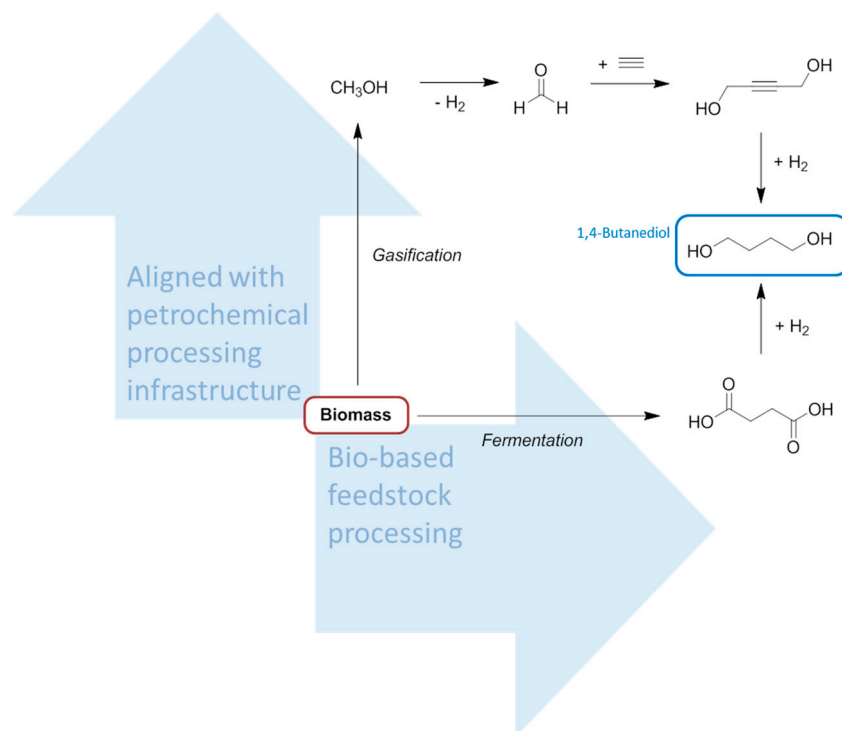 CH3OH
- H2
O
H H
+
OH
HO
+ H2
1,4-Butanediol
HO OH
Gasification
Aligned with
petrochemical
processing
infrastructure
+ H2
Biomass
Fermentation
O
HO OH
O
Bio-based
feedstock
processing